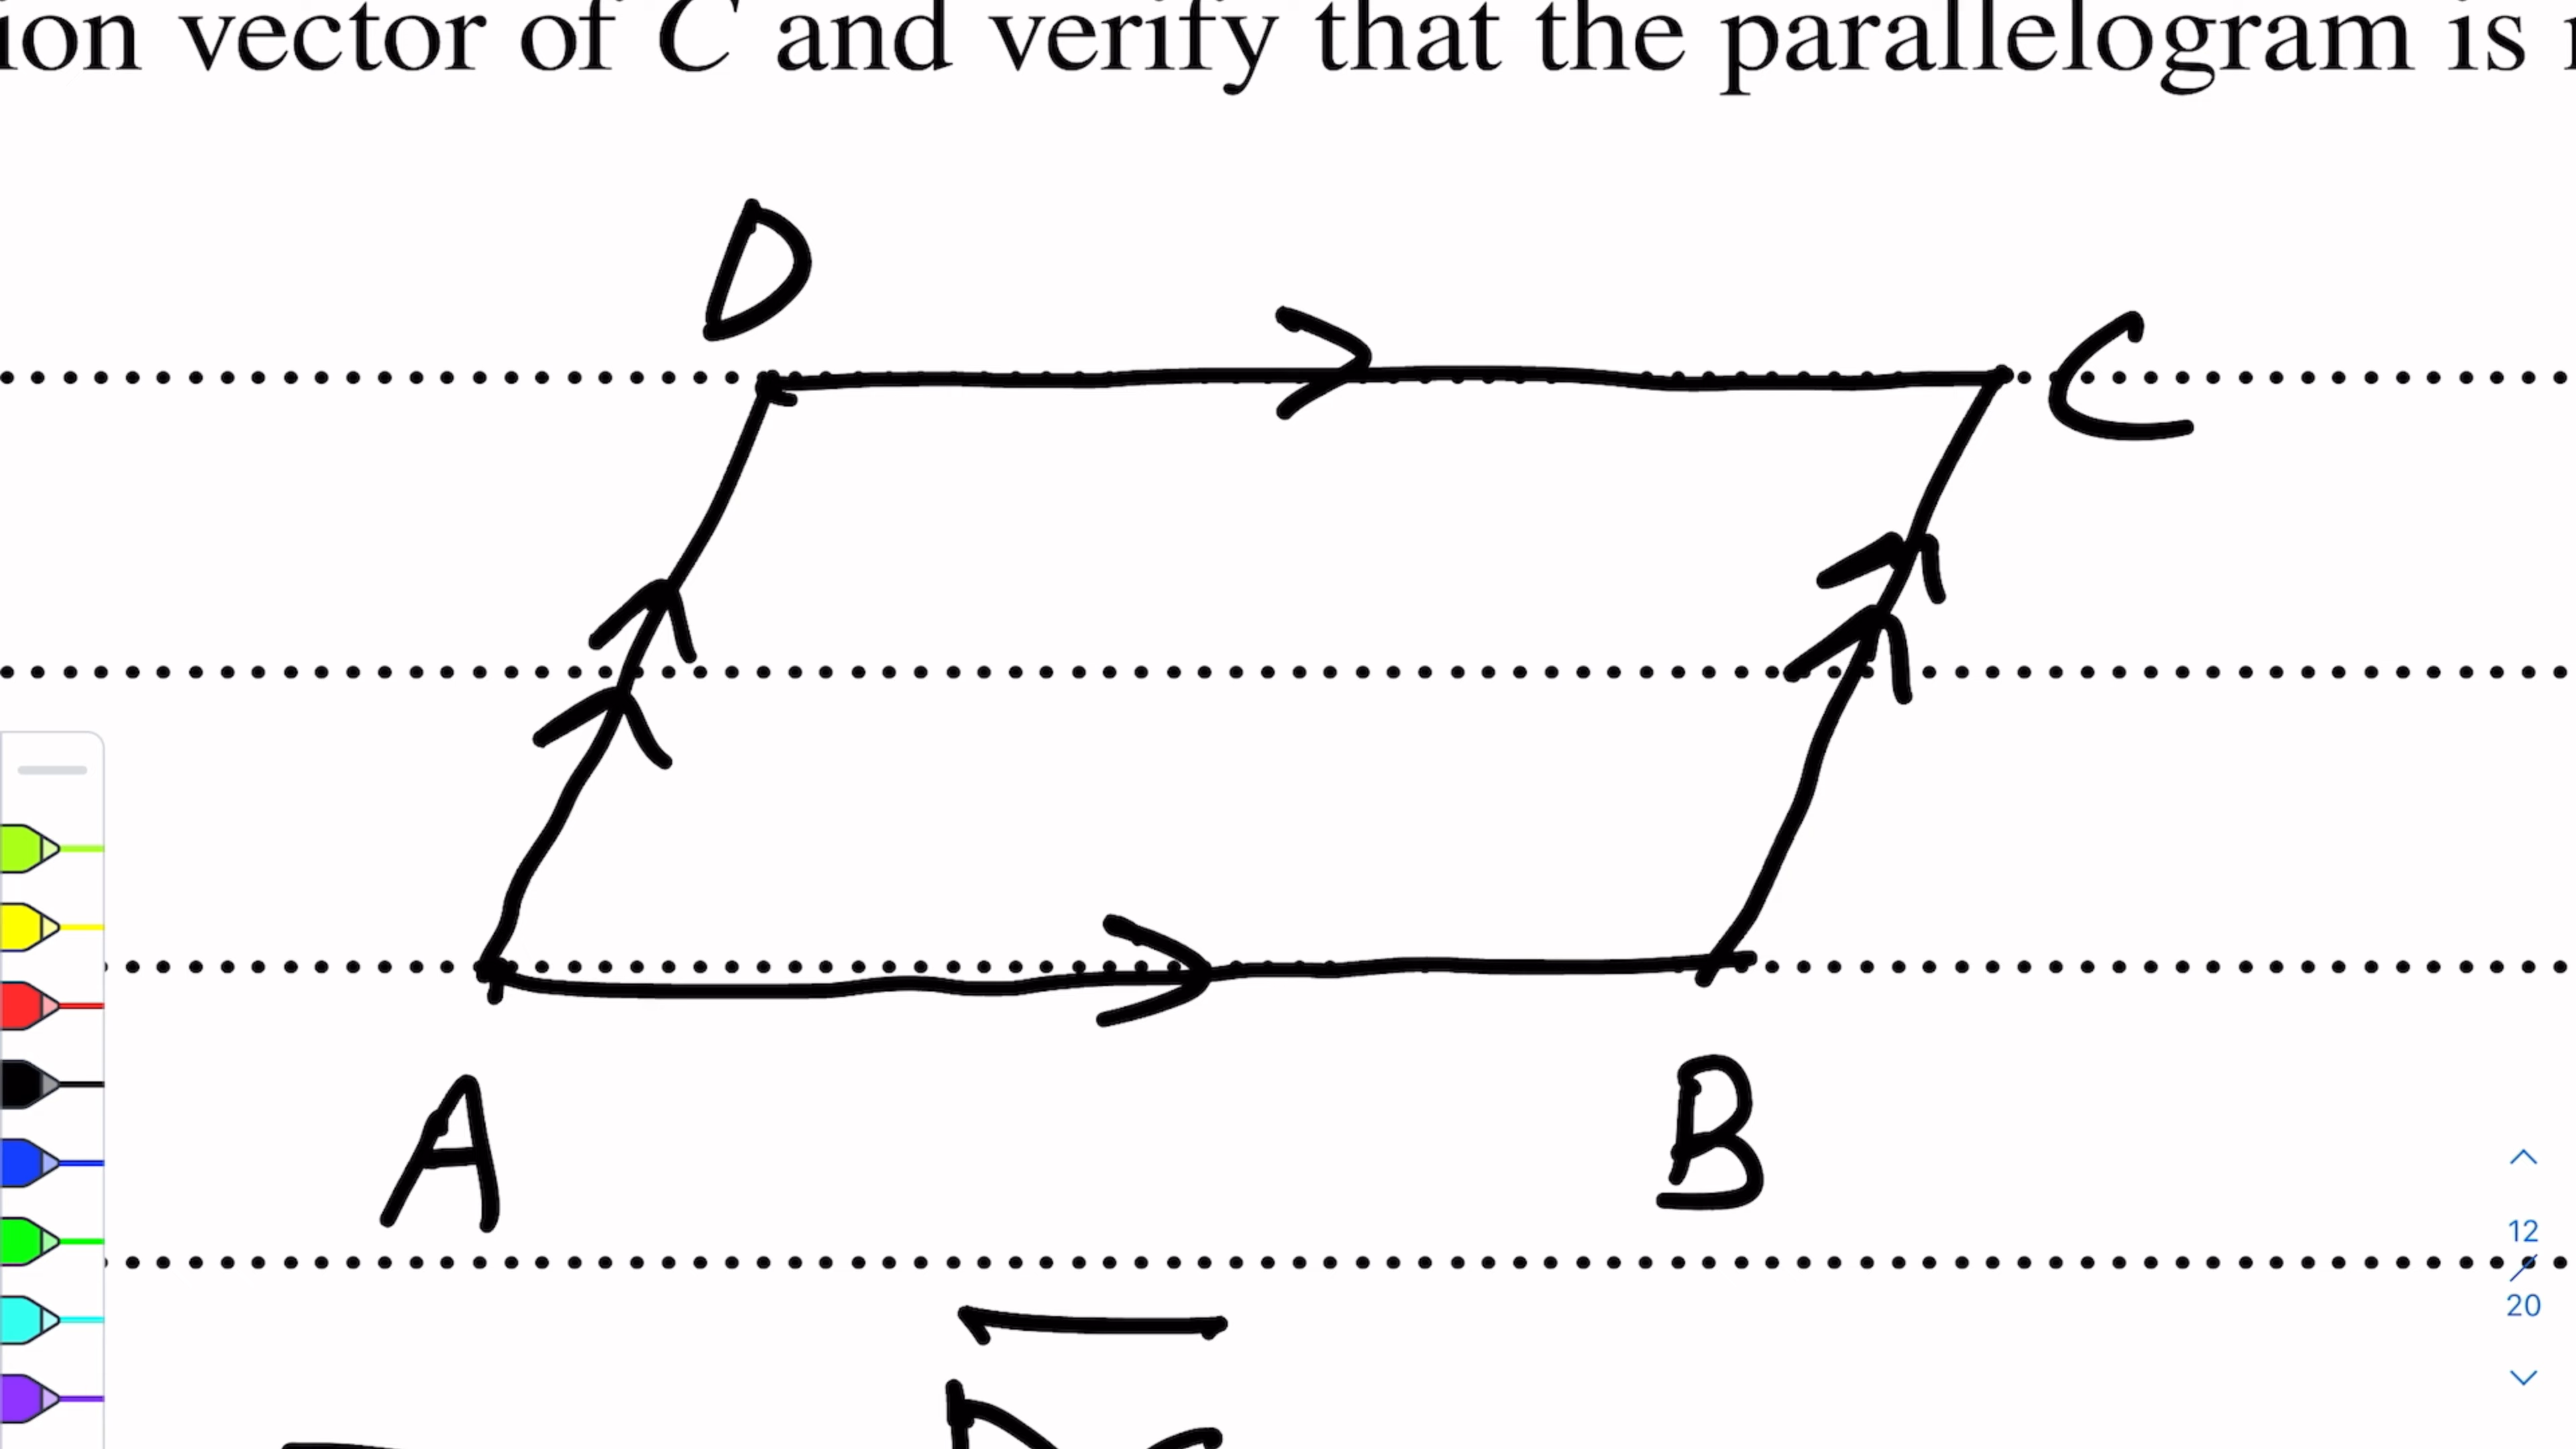 ion vector of C and verify that the parallelogram is
D
C
A
B
12
20